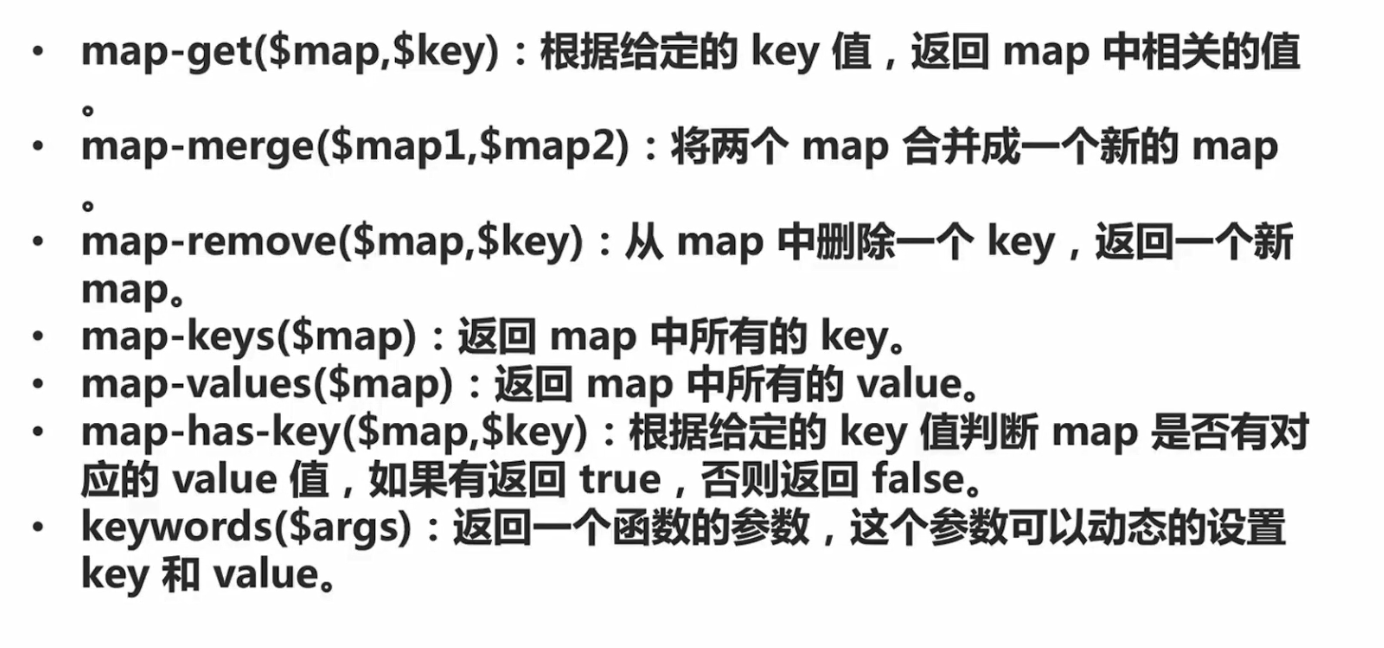 • map-get($map,$key)：根据给定的 key 值，返回 map 中相关的值
。
• map-merge($map1,$map2)：将两个 map 合并成一个新的 map
。
• map-remove($map,$key)：从 map 中删除一个 key，返回一个新
map。
• map-keys($map)：返回 map 中所有的 key。
• map-values($map)：返回 map 中所有的 value。
• map-has-key($map,$key)：根据给定的 key 值判断 map 是否有对
应的 value 值，如果有返回 true，否则返回 false。
• keywords($args)：返回一个函数的参数，这个参数可以动态的设置
key 和 value。